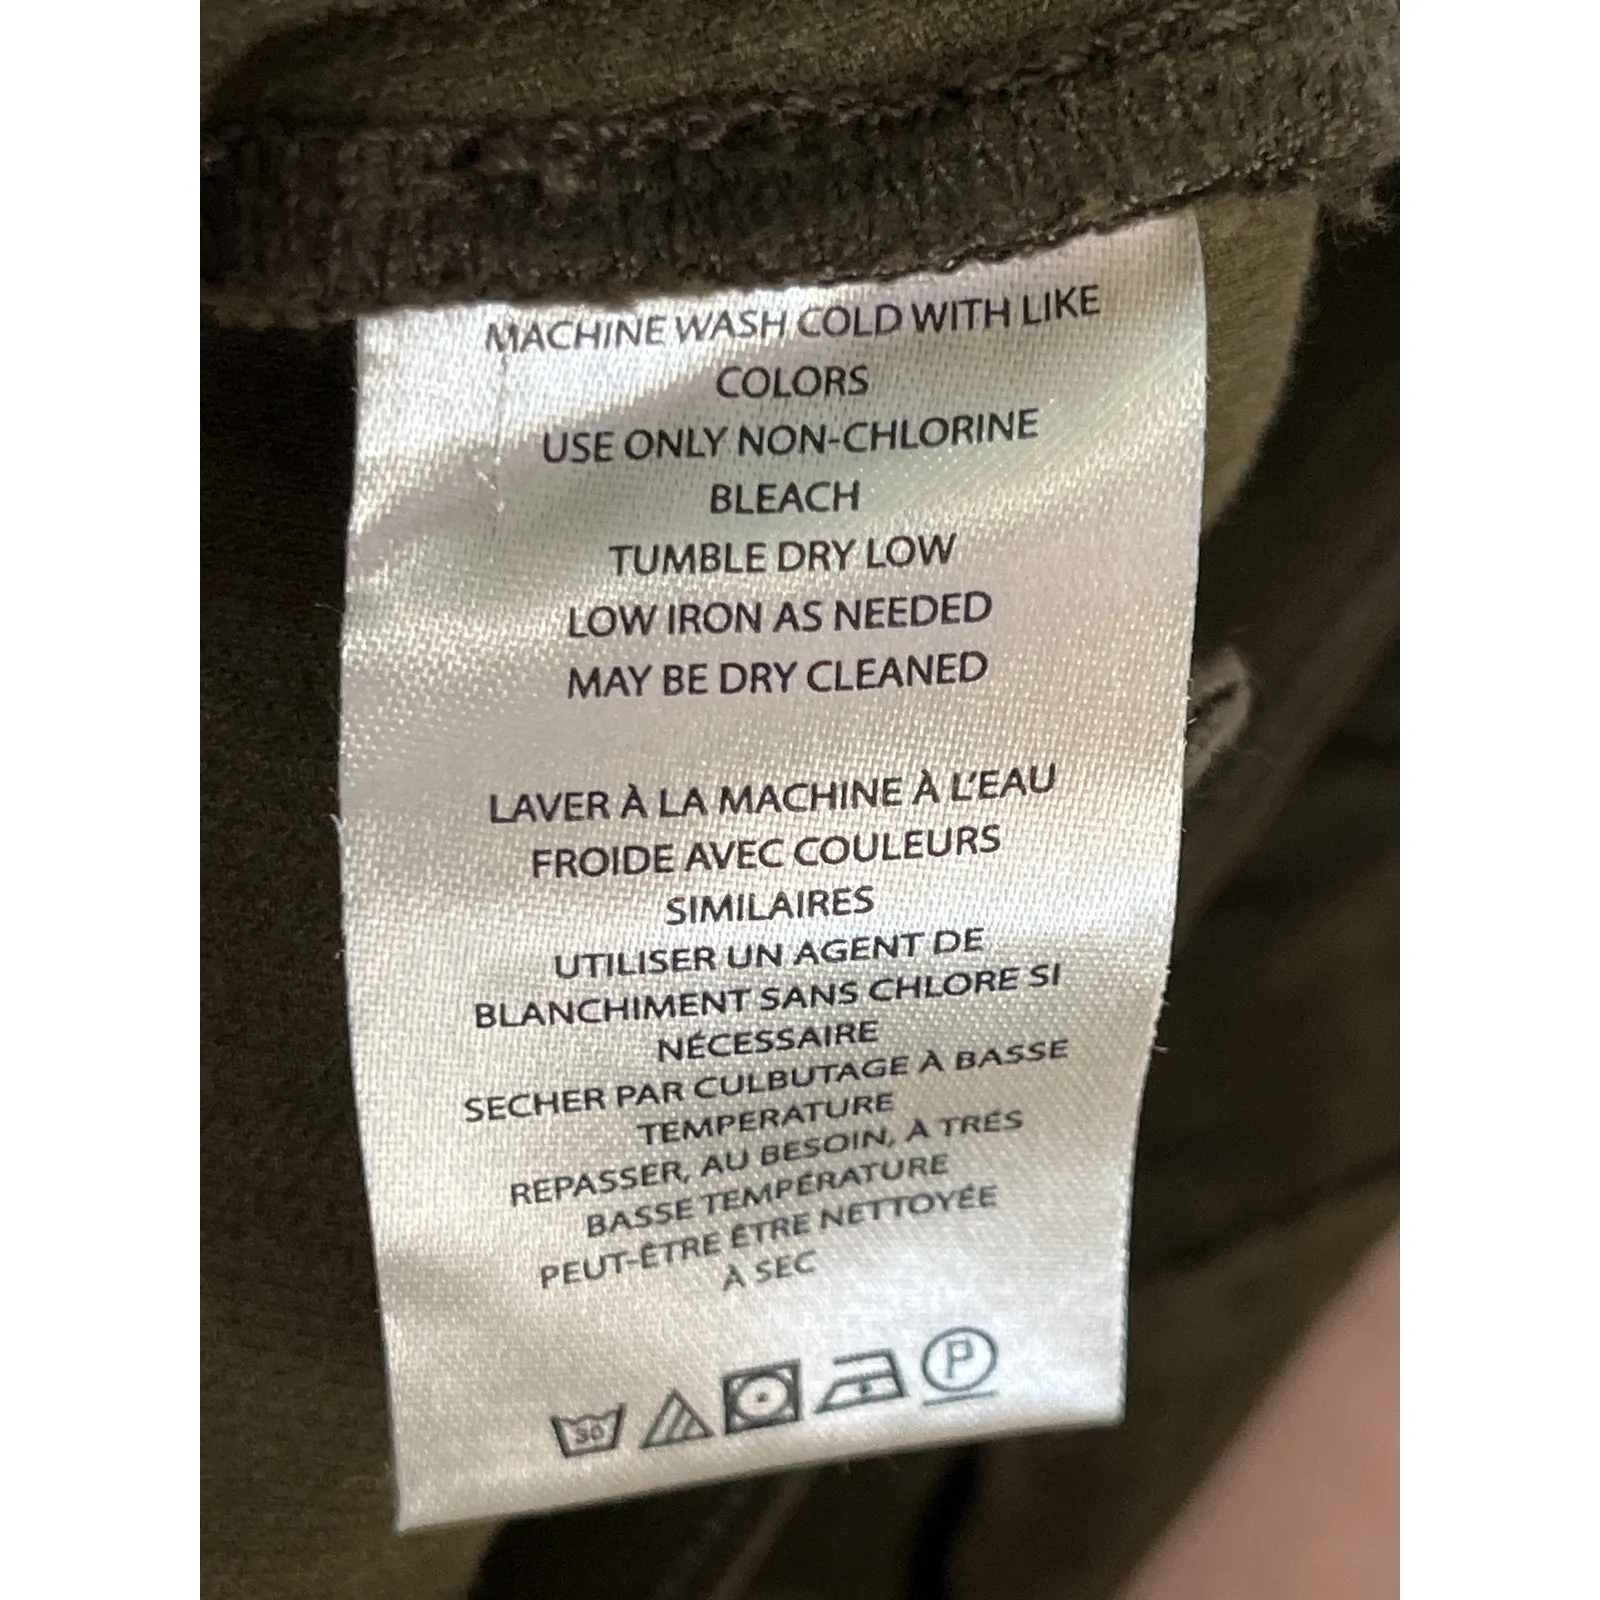 MACHINE WASH COLD WITH LIKE
COLORS
USE ONLY NON-CHLORINE
BLEACH
TUMBLE DRY LOW
LOW IRON AS NEEDED
MAY BE DRY CLEANED
LAVER À LA MACHINE À L'EAU
FROIDE AVEC COULEURS
SIMILAIRES
UTILISER UN AGENT DE
BLANCHIMENT SANS CHLORE SI
NÉCESSAIRE
SECHER PAR CULBUTAGE À BASSE
TEMPERATURE
REPASSER, AU BESOIN, À TRÉS
BASSE TEMPÉRATURE
PEUT-ÊTRE ÊTRE NETTOYÉE
À SEC
30 P